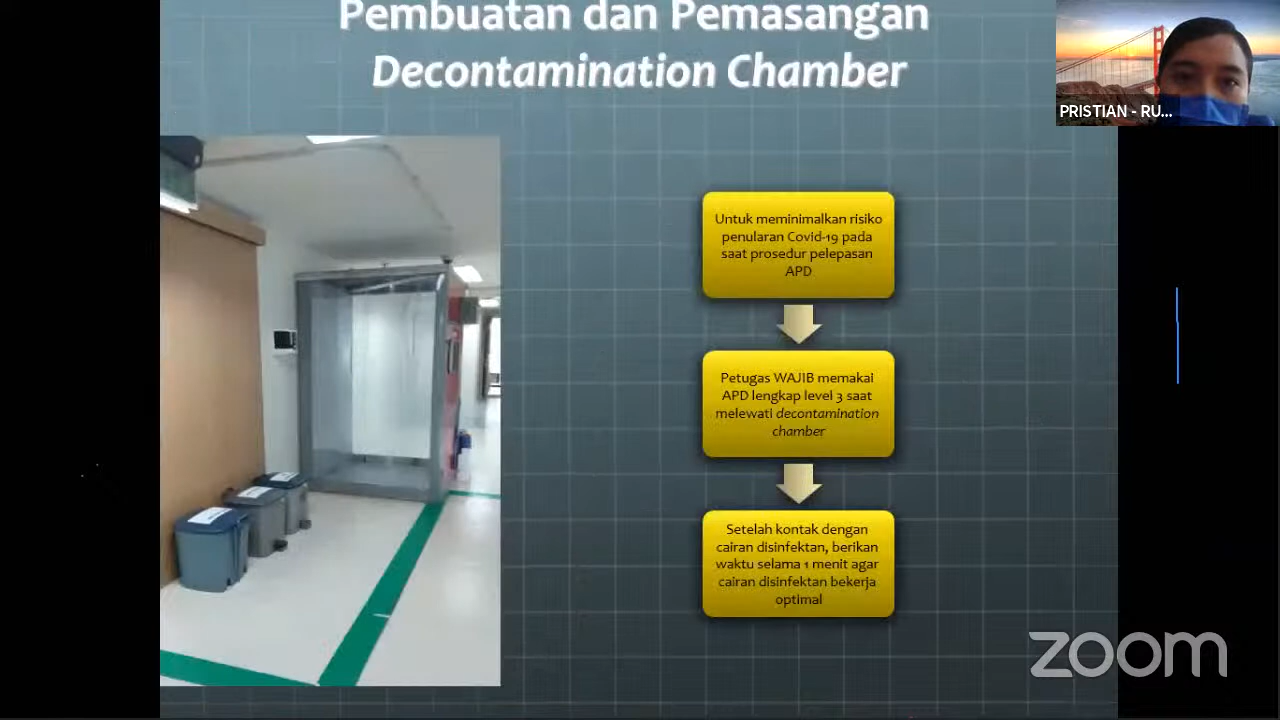 Pembuatan dan Pemasangan
Decontamination Chamber
PRISTIAN - RU...
Untuk meminimalkan risiko
penularan Covid-19 pada
saat prosedur pelepasan
APD
Petugas WAJIB memakai
APD lengkap level 3 saat
melewati decontamination
chamber
Setelah kontak dengan
cairan disinfektan, berikan
waktu selama 1 menit agar
cairan disinfektan bekerja
optimal
zoom